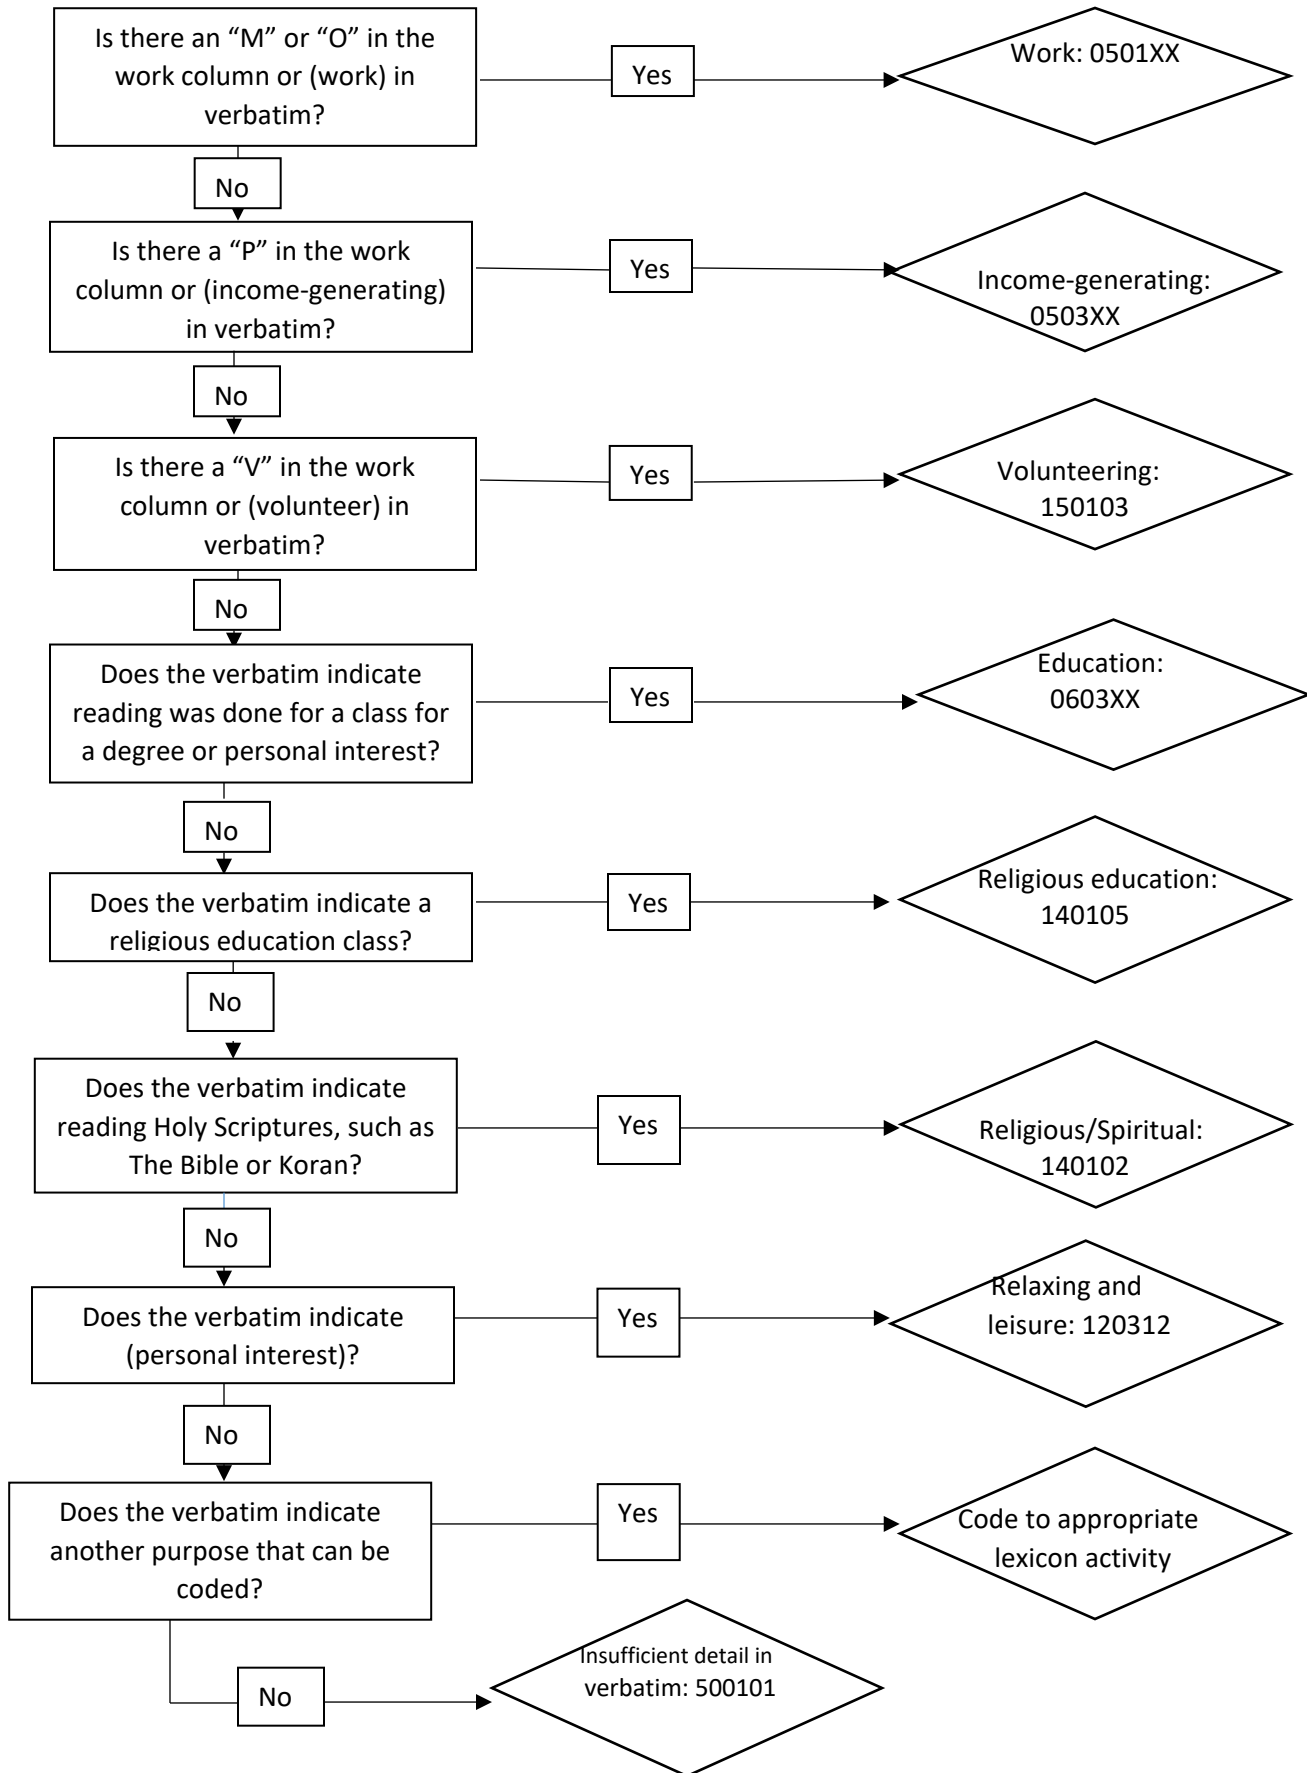 Is there an “M” or “O” in the
work column or (work) in
verbatim?
Yes
Work: 0501XX
No
Is there a “P” in the work
column or (income-generating)
in verbatim?
Yes
Income-generating:
0503XX
No
Is there a “V” in the work
column or (volunteer) in
verbatim?
Yes
Volunteering:
150103
No
Does the verbatim indicate
reading was done for a class for
a degree or personal interest?
Yes
Education:
0603XX
No
Does the verbatim indicate a
religious education class?
Yes
Religious education:
140105
No
Does the verbatim indicate
reading Holy Scriptures, such as
The Bible or Koran?
Yes
Religious/Spiritual:
140102
No
Does the verbatim indicate
(personal interest)?
Yes
Relaxing and
leisure: 120312
No
Does the verbatim indicate
another purpose that can be
coded?
Yes
Code to appropriate
lexicon activity
No
Insufficient detail in
verbatim: 500101